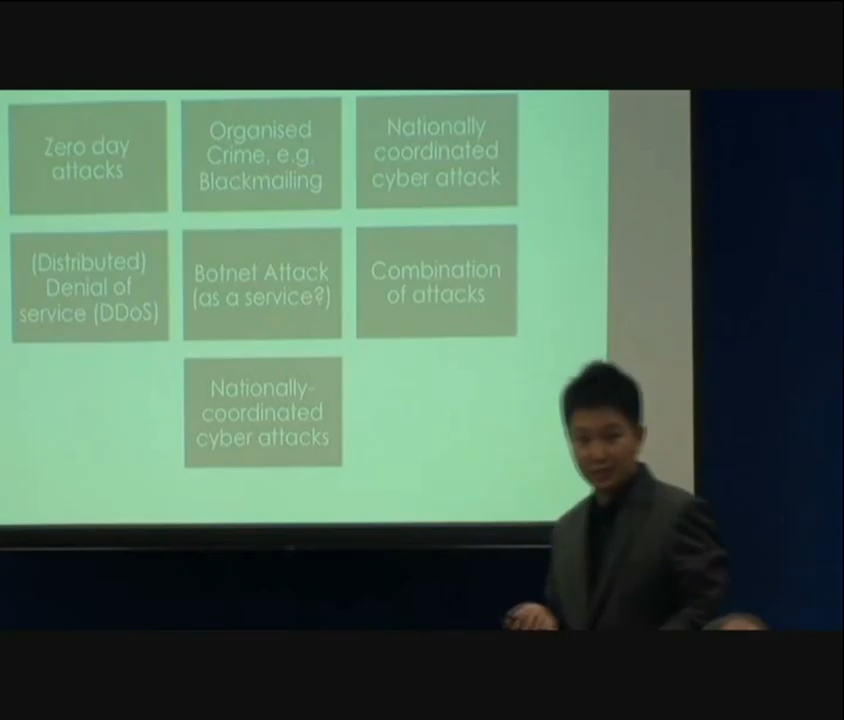 Zero day
attacks
Organised
Crime, e.g.
Blackmailing
Nationally
coordinated
cyber attack
(Distributed)
Denial of
service (DDoS)
Botnet Attack
(as a service?)
Combination
of attacks
Nationally-
coordinated
cyber attacks